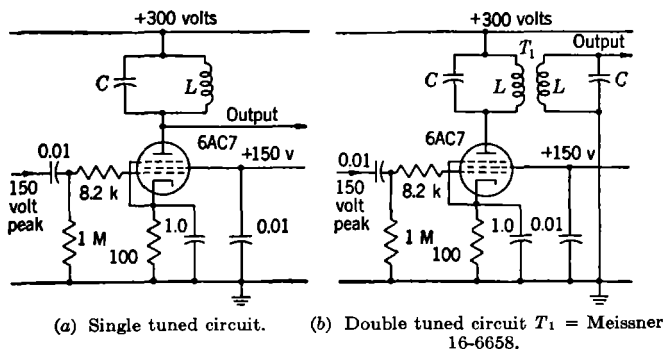 +300 volts
C
L
Output
6AC7
0.01
+150 v
150
volt
peak
8.2 k
1 M
100
1.0
0.01
(a) Single tuned circuit.
+300 volts
T1
Output
C
L
L
C
6AC7
0.01
+150 v
150
volt
peak
8.2 k
1 M
100
1.0
0.01
(b) Double tuned circuit T1 = Meissner
16-6658.